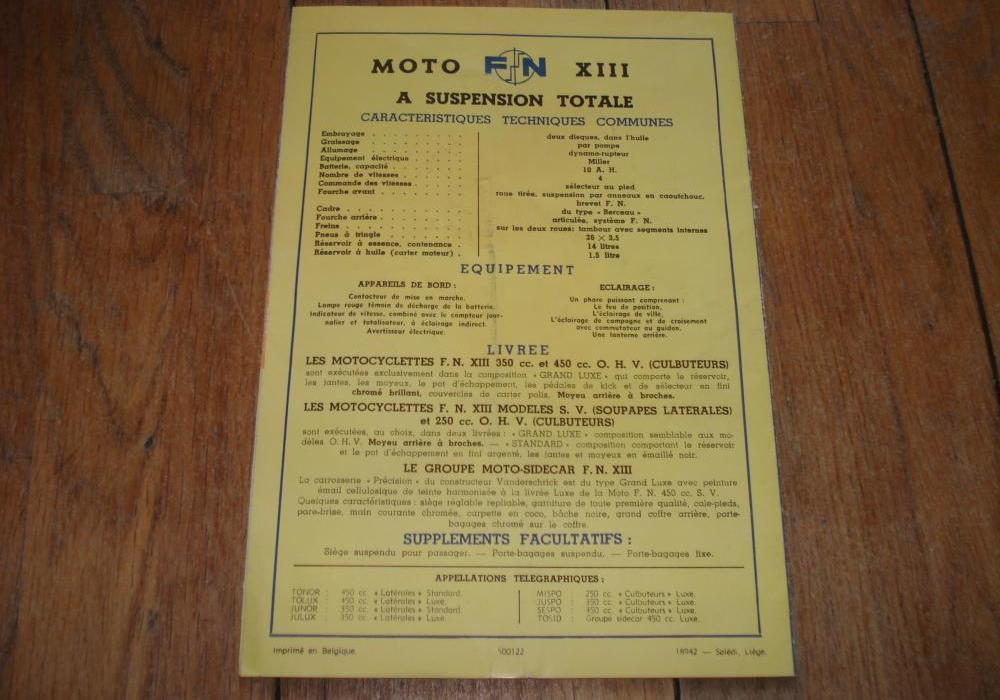 MOTO FN XIII
A SUSPENSION TOTALE
CARACTERISTIQUES TECHNIQUES COMMUNES
Embrayage . . . . . . . . . deux disques, dans l'huile
Graissage . . . . . . . . . par pompe
Allumage . . . . . . . . . dynamo-rupteur
Equipement électrique . . . . . Miller
Batterie, capacité . . . . . . . 10 A. H.
Nombre de vitesses . . . . . . 4
Commande des vitesses . . . . . sélecteur au pied
Fourche avant . . . . . . . . roue tirée, suspension par anneaux en caoutchouc,
brevet F. N.
Cadre . . . . . . . . . . du type « Berceau »
Fourche arrière . . . . . . . . articulée, système F. N.
Freins . . . . . . . . . . sur les deux roues: tambour avec segments internes
Pneus à tringle . . . . . . . 26 × 3,5
Réservoir à essence, contenance . 14 litres
Réservoir à huile (carter moteur) . 1,5 litre
EQUIPEMENT
APPAREILS DE BORD :
Contacteur de mise en marche.
Lampe rouge témoin de décharge de la batterie.
Indicateur de vitesse, combiné avec le compteur jour-
nalier et totalisateur, à éclairage indirect.
Avertisseur électrique.
ECLAIRAGE :
Un phare puissant comprenant :
Le feu de position,
L'éclairage de ville,
L'éclairage de campagne et de croisement
avec commutateur au guidon.
Une lanterne arrière.
LIVREE
LES MOTOCYCLETTES F. N. XIII 350 cc. et 450 cc. O. H. V. (CULBUTEURS)
sont exécutées exclusivement dans la composition « GRAND LUXE » qui comporte le réservoir,
les jantes, les moyeux, le pot d'échappement, les pédales de kick et de sélecteur en fini
chromé brillant, couvercles de carter polis. Moyeu arrière à broches.
LES MOTOCYCLETTES F. N. XIII MODELES S. V. (SOUPAPES LATERALES)
et 250 cc. O. H. V. (CULBUTEURS)
sont exécutées, au choix, dans deux livrées : « GRAND LUXE » composition semblable aux mo-
dèles O. H. V. Moyeu arrière à broches. — « STANDARD » composition comportant le réservoir
et le pot d'échappement en fini argenté, les jantes et moyeux en émaillé noir.
LE GROUPE MOTO-SIDECAR F. N. XIII
La carrosserie « Précision » du constructeur Vanderschrick est du type Grand Luxe avec peinture
émail cellulosique de teinte harmonisée à la livrée Luxe de la Moto F. N. 450 cc. S. V.
Quelques caractéristiques : siège réglable repliable, garniture de toute première qualité, cale-pieds,
pare-brise, main courante chromée, carpette en coco, bâche noire, grand coffre arrière, porte-
bagages chromé sur le coffre.
SUPPLEMENTS FACULTATIFS :
Siège suspendu pour passager. — Porte-bagages suspendu. — Porte-bagages fixe.
APPELLATIONS TELEGRAPHIQUES :
TONOR : 450 cc. « Latérales » Standard.
TOLUX : 450 cc. « Latérales » Luxe.
JUNOR : 350 cc. « Latérales » Standard.
JULUX : 350 cc. « Latérales » Luxe.
MISPO : 250 cc. « Culbuteurs » Luxe.
JUSPO : 350 cc. « Culbuteurs » Luxe.
SESPO : 450 cc. « Culbuteurs » Luxe.
TOSID : Groupe sidecar 450 cc. Luxe.
Imprimé en Belgique. 500122 18942 — Solédi, Liège.